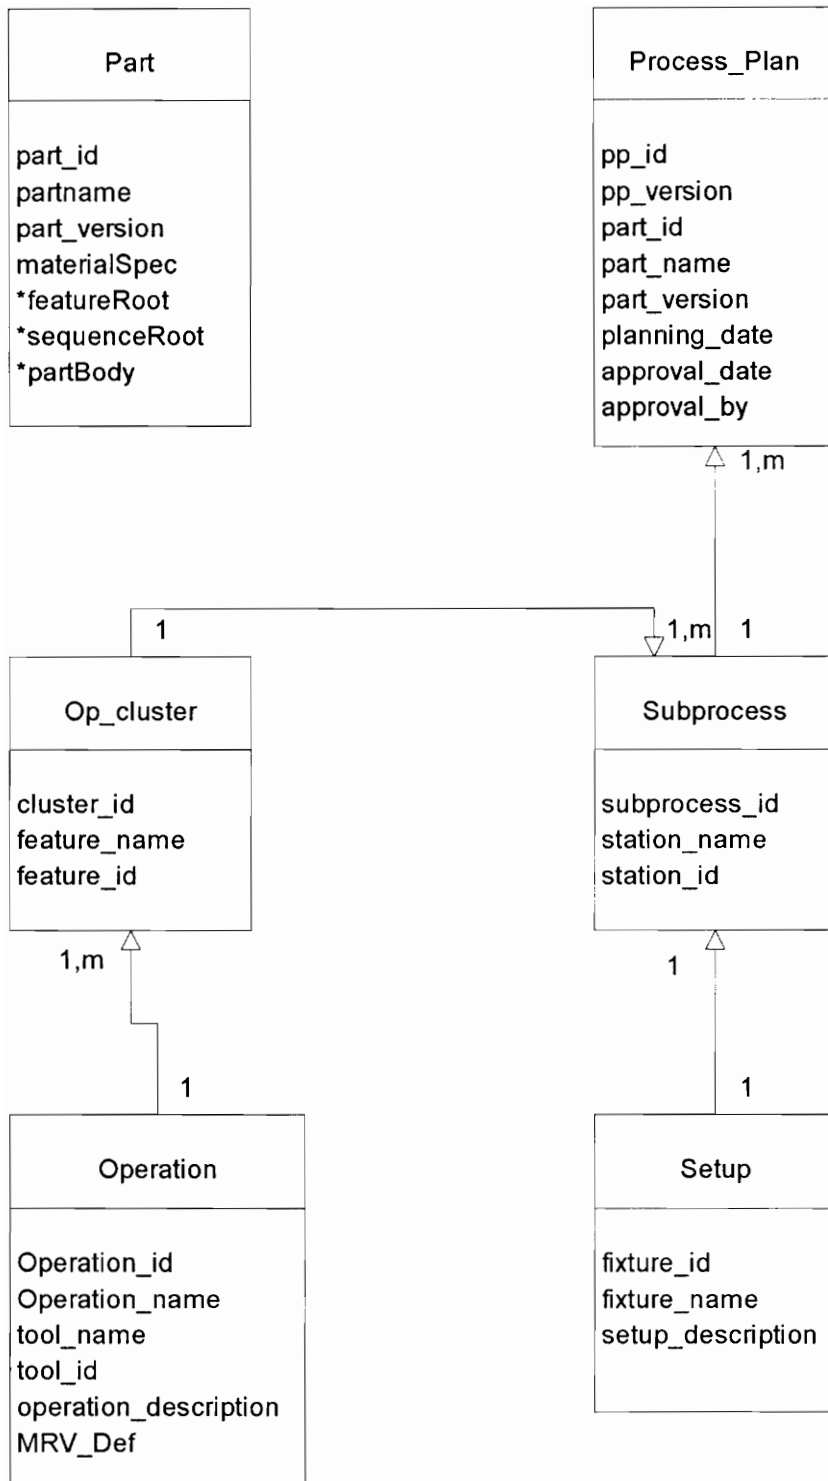 Part
part_id
partname
part_version
materialSpec
*featureRoot
*sequenceRoot
*partBody
Process_Plan
pp_id
pp_version
part_id
part_name
part_version
planning_date
approval_date
approval_by
1,m
1
1,m
1
Op_cluster
cluster_id
feature_name
feature_id
Subprocess
subprocess_id
station_name
station_id
1,m
1
1
1
Operation
Operation_id
Operation_name
tool_name
tool_id
operation_description
MRV_Def
Setup
fixture_id
fixture_name
setup_description